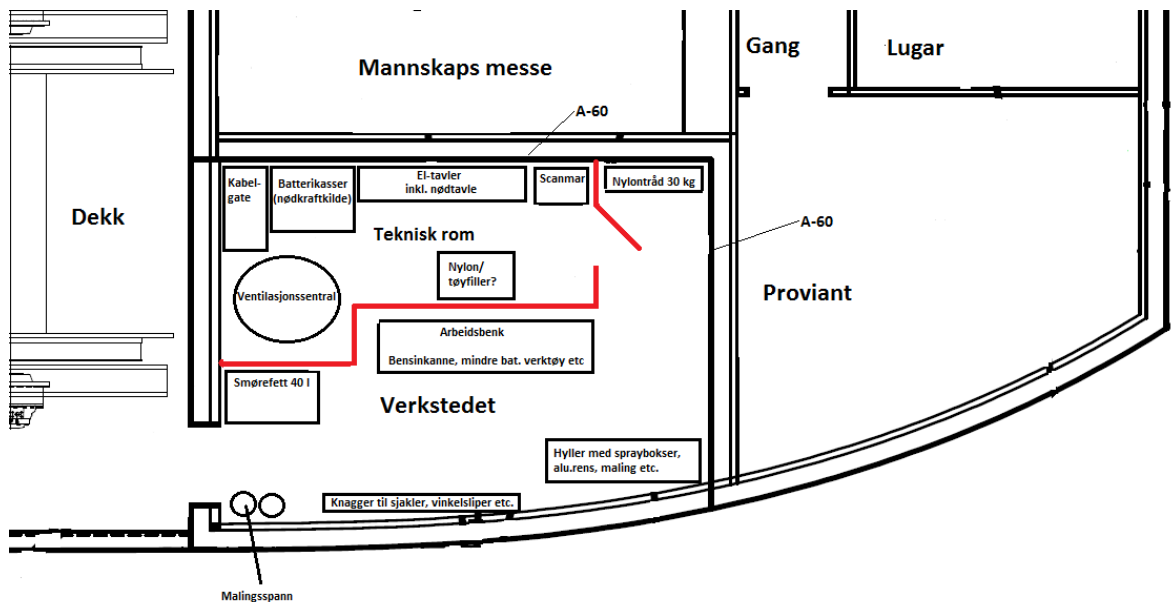 Gang
Lugar
Mannskaps messe
A-60
Kabel-
gate
Batterikasser
(nødkraftkilde)
El-tavler
inkl. nødtavle
Scanmar
Nylontråd 30 kg
Dekk
Teknisk rom
A-60
Nylon/
tøyfiller?
Ventilasjonssentral
Proviant
Arbeidsbenk
Bensinkanne, mindre bat. verktøy etc
Smørefett 40 l
Verkstedet
Hyller med spraybokser,
alu.rens, maling etc.
Knagger til sjakler, vinkelsliper etc.
Malingsspann